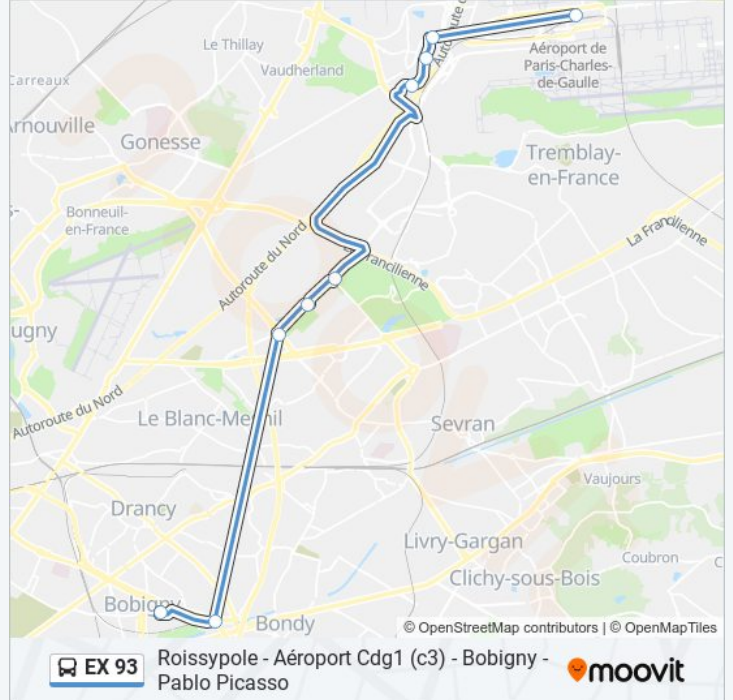 Le Thillay
Autoroute d
Vaudherland
Aéroport de
Paris-Charles-
de-Gaulle
Carreaux
Arnouville
Gonesse
Tremblay-
en-France
Bonneuil-
en-France
s-
Autoroute du Nord
La Francilienne
Francilienne
ugny
Autoroute du Nord
Le Blanc-Mesnil
Sevran
Vaujours
Drancy
Livry-Gargan
Coubron
C
Clichy-sous-Bois
Bobigny
Bondy
© OpenStreetMap contributors | © OpenMapTiles
EX 93
Roissypole - Aéroport Cdg1 (c3) - Bobigny -
Pablo Picasso
moovit